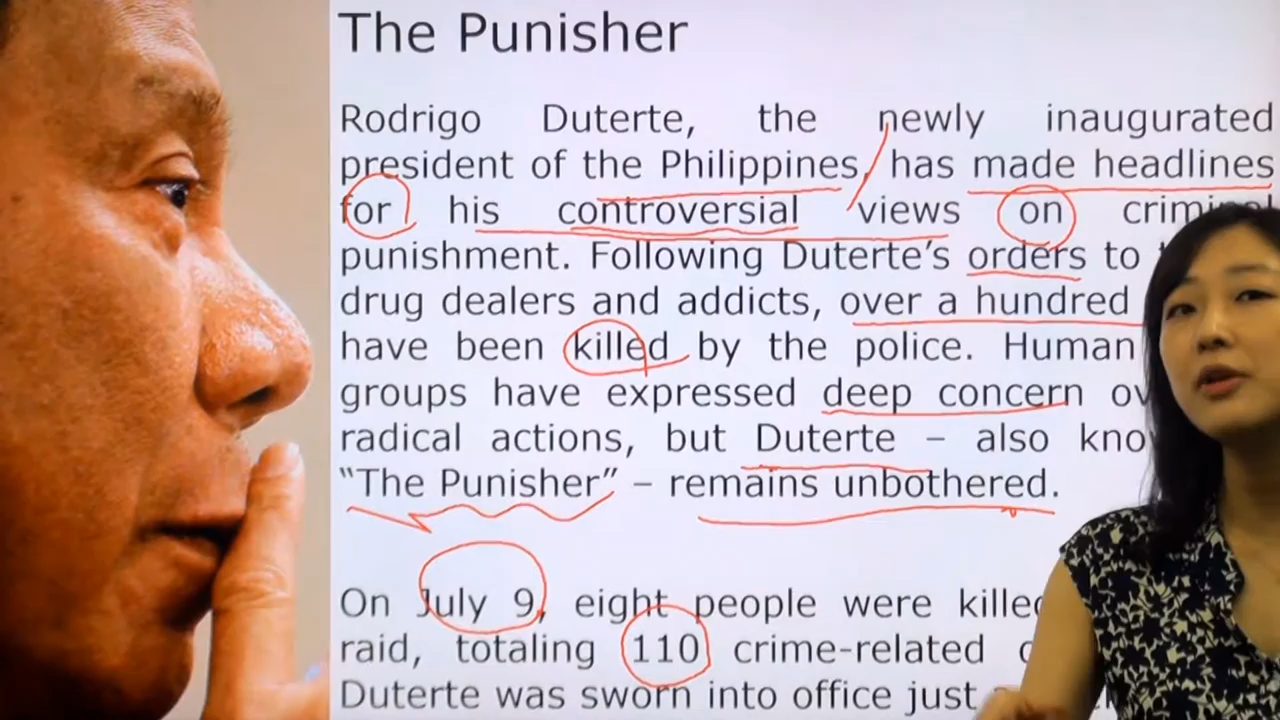 The Punisher
Rodrigo Duterte, the newly inaugurated
president of the Philippines, has made headlines
for his controversial views on criminal
punishment. Following Duterte's orders to
drug dealers and addicts, over a hundred
have been killed by the police. Human
groups have expressed deep concern
radical actions, but Duterte – also
"The Punisher" – remains unbothered.
On July 9, eight people were killed
raid, totaling 110 crime-related
Duterte was sworn into office just